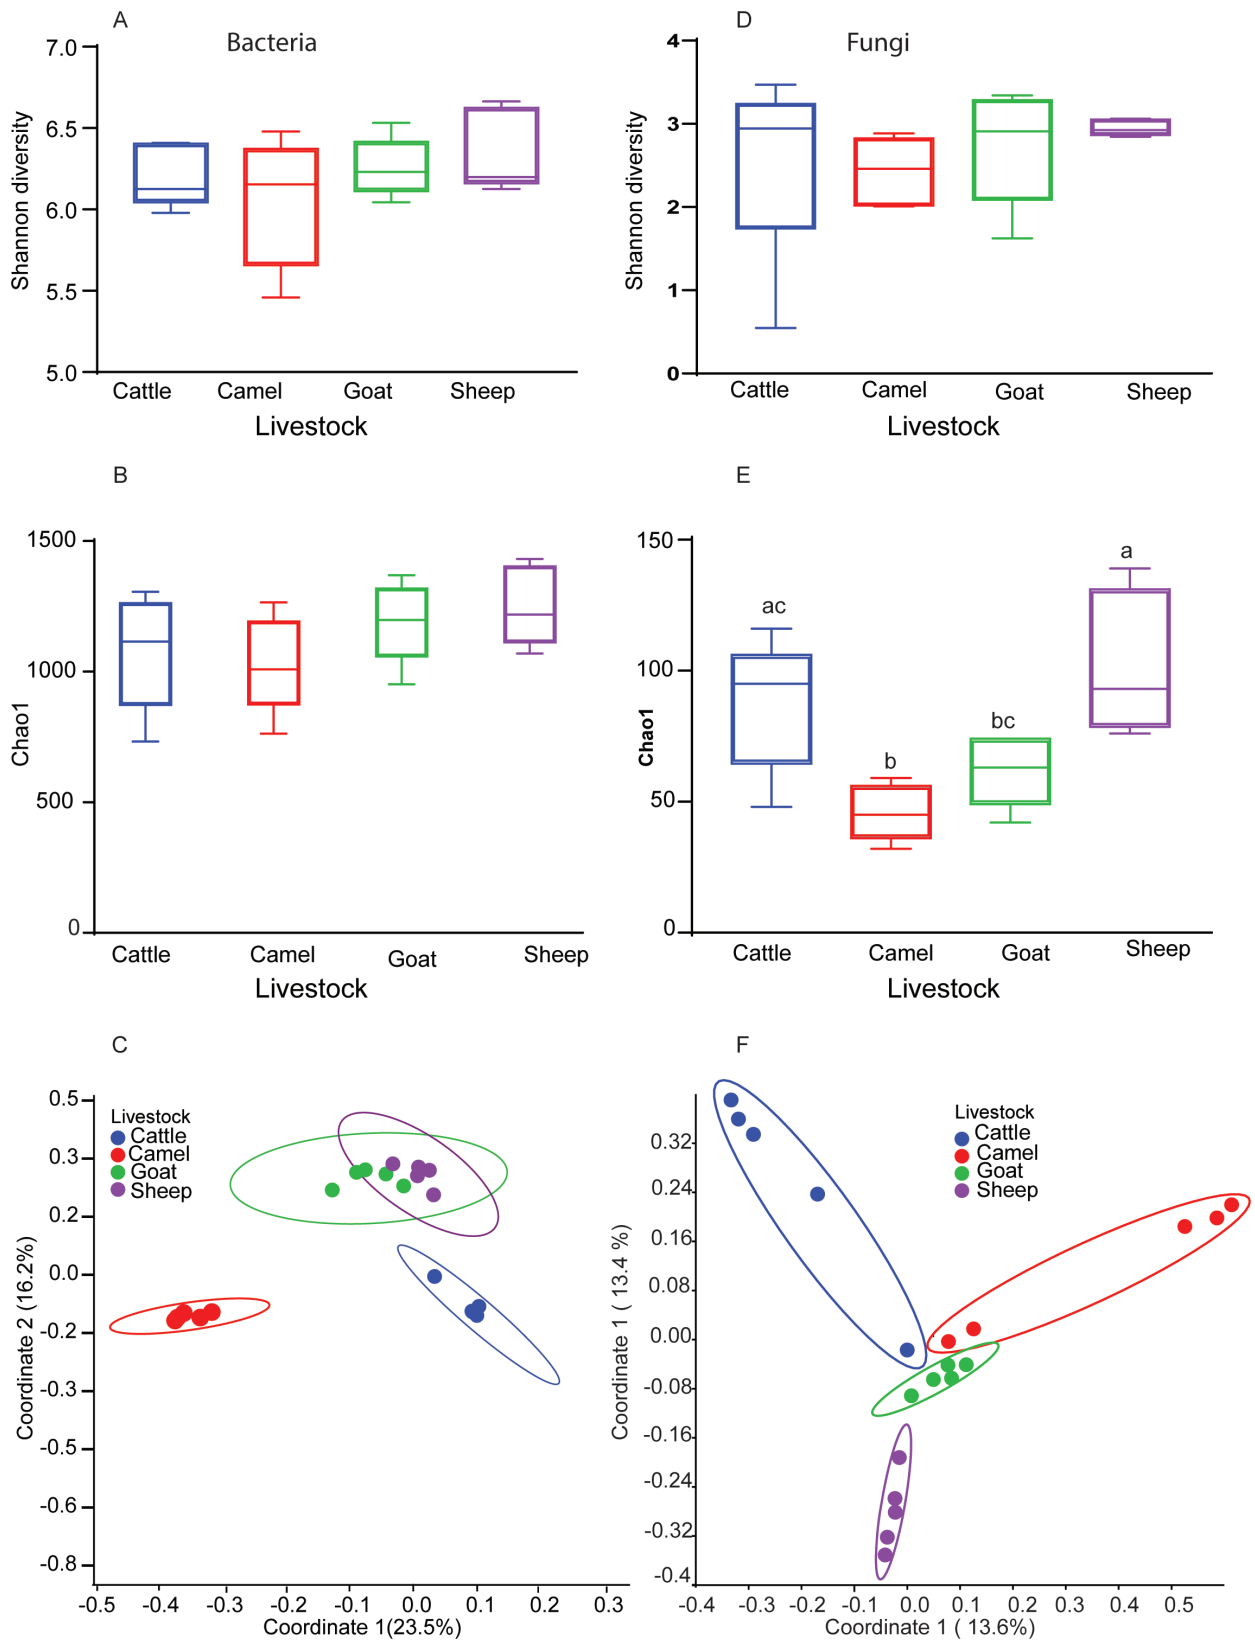 A
Bacteria
7.0
6.5
6.0
5.5
5.0
Shannon diversity
Cattle Camel Goat Sheep
Livestock
D
Fungi
4
3
2
1
0
Shannon diversity
Cattle Camel Goat Sheep
Livestock
B
1500
1000
500
0
Chao1
Cattle Camel Goat Sheep
Livestock
E
150
100
50
0
Chao1
ac
b
bc
a
Cattle Camel Goat Sheep
Livestock
C
0.5
0.3
0.2
0.0
-0.2
-0.3
-0.5
-0.6
-0.8
Coordinate 2 (16.2%)
Livestock
Cattle
Camel
Goat
Sheep
-0.5 -0.4 -0.3 -0.2 -0.1 0.0 0.1 0.2 0.3
Coordinate 1(23.5%)
F
0.32
0.24
0.16
0.08
0.00
-0.08
-0.16
-0.24
-0.32
-0.4
Coordinate 1 ( 13.4 %)
Livestock
Cattle
Camel
Goat
Sheep
-0.4 -0.3 -0.2 -0.1 0.0 0.1 0.2 0.3 0.4 0.5
Coordinate 1 ( 13.6%)